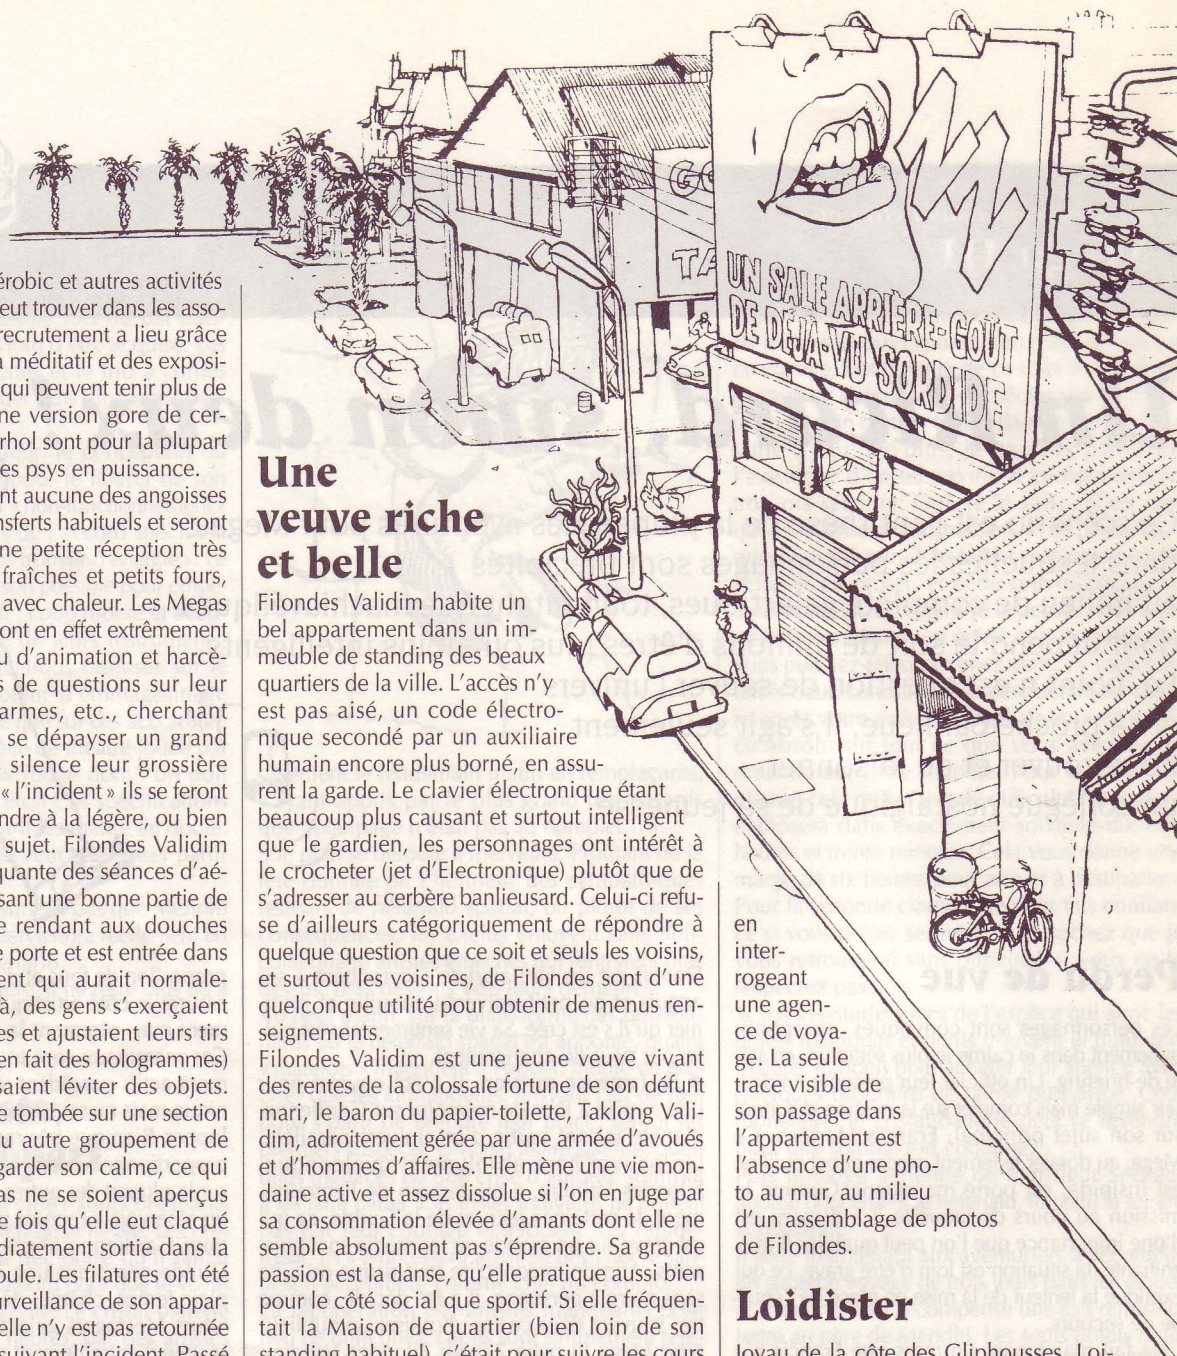 UN SALE ARRIÈRE-GOÛT
DE DÉJÀ-VU SORDIDE
TA
érobic et autres activités
eut trouver dans les asso-
recrutement a lieu grâce
a méditatif et des exposi-
qui peuvent tenir plus de
ne version gore de cer-
rhol sont pour la plupart
es psys en puissance.
nt aucune des angoisses
nsferts habituels et seront
ne petite réception très
fraîches et petits fours,
avec chaleur. Les Megas
ont en effet extrêmement
u d'animation et harcè-
s de questions sur leur
armes, etc., cherchant
se dépayser un grand
silence leur grossière
« l'incident » ils se feront
ndre à la légère, ou bien
sujet. Filondes Validim
quante des séances d'aé-
sant une bonne partie de
e rendant aux douches
e porte et est entrée dans
ent qui aurait normale-
à, des gens s'exerçaient
es et ajustaient leurs tirs
en fait des hologrammes)
saient léviter des objets.
e tombée sur une section
u autre groupement de
garder son calme, ce qui
as ne se soient aperçus
e fois qu'elle eut claqué
diatement sortie dans la
oule. Les filatures ont été
urveillance de son appar-
elle n'y est pas retournée
suivant l'incident. Passé
Une
veuve riche
et belle
Filondes Validim habite un
bel appartement dans un im-
meuble de standing des beaux
quartiers de la ville. L'accès n'y
est pas aisé, un code électro-
nique secondé par un auxiliaire
humain encore plus borné, en assu-
rent la garde. Le clavier électronique étant
beaucoup plus causant et surtout intelligent
que le gardien, les personnages ont intérêt à
le crocheter (jet d'Electronique) plutôt que de
s'adresser au cerbère banlieusard. Celui-ci refu-
se d'ailleurs catégoriquement de répondre à
quelque question que ce soit et seuls les voisins,
et surtout les voisines, de Filondes sont d'une
quelconque utilité pour obtenir de menus ren-
seignements.
Filondes Validim est une jeune veuve vivant
des rentes de la colossale fortune de son défunt
mari, le baron du papier-toilette, Taklong Vali-
dim, adroitement gérée par une armée d'avoués
et d'hommes d'affaires. Elle mène une vie mon-
daine active et assez dissolue si l'on en juge par
sa consommation élevée d'amants dont elle ne
semble absolument pas s'éprendre. Sa grande
passion est la danse, qu'elle pratique aussi bien
pour le côté social que sportif. Si elle fréquen-
tait la Maison de quartier (bien loin de son
standing habituel), c'était pour suivre les cours
en
inter-
rogeant
une agen-
ce de voya-
ge. La seule
trace visible de
son passage dans
l'appartement est
l'absence d'une pho-
to au mur, au milieu
d'un assemblage de photos
de Filondes.
Loidister
Joyau de la côte des Gliphousses, Loi-